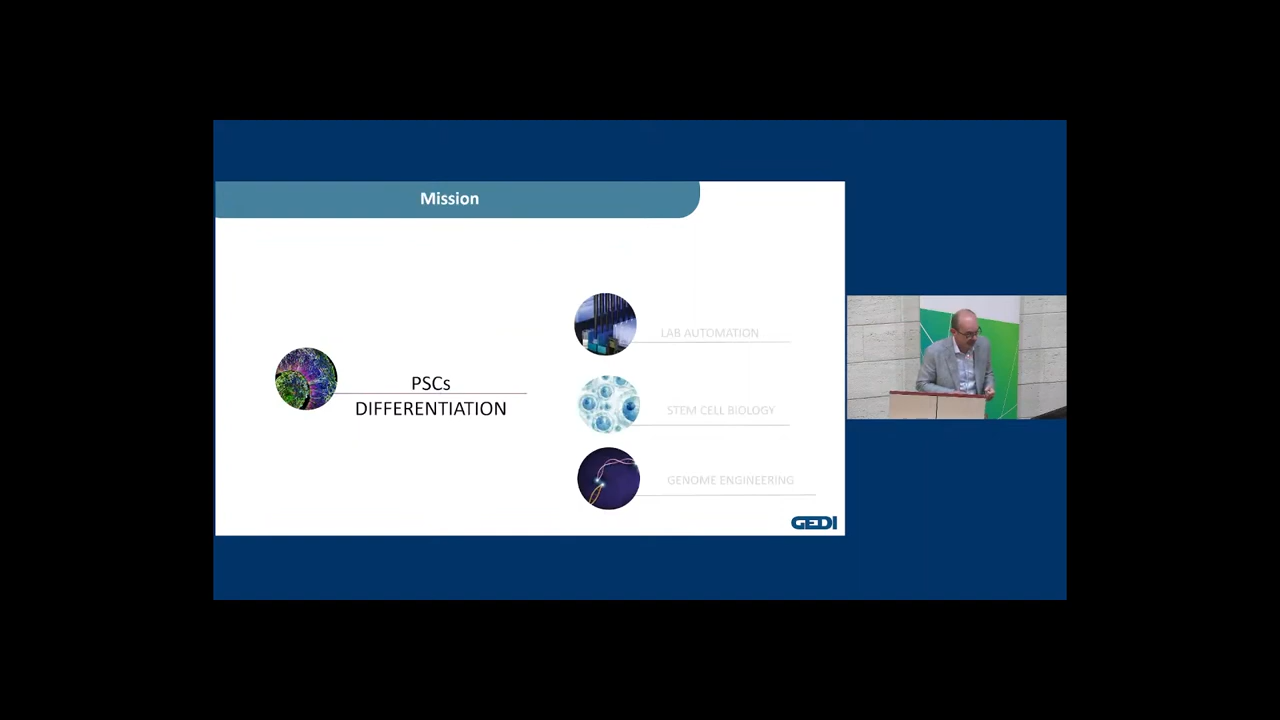 Mission
PSCs
DIFFERENTIATION
LAB AUTOMATION
STEM CELL BIOLOGY
GENOME ENGINEERING
GEDI